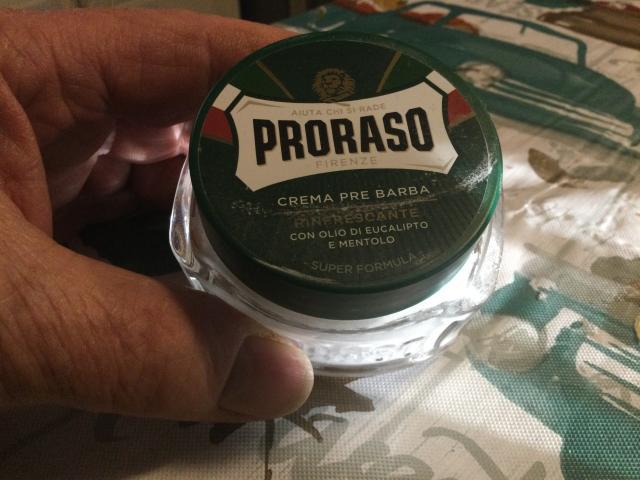 AIUTA CHI SI RADE
PRORASO
FIRENZE
CREMA PRE BARBA
RINFRESCANTE
CON OLIO DI EUCALIPTO
E MENTOLO
- SUPER FORMULA -